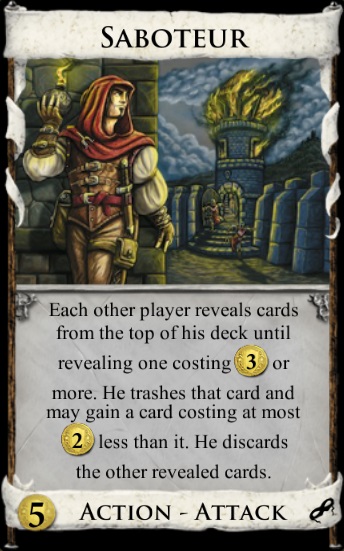 SABOTEUR
Each other player reveals cards
from the top of his deck until
revealing one costing 3 or
more. He trashes that card and
may gain a card costing at most
2 less than it. He discards
the other revealed cards.
5 ACTION - ATTACK